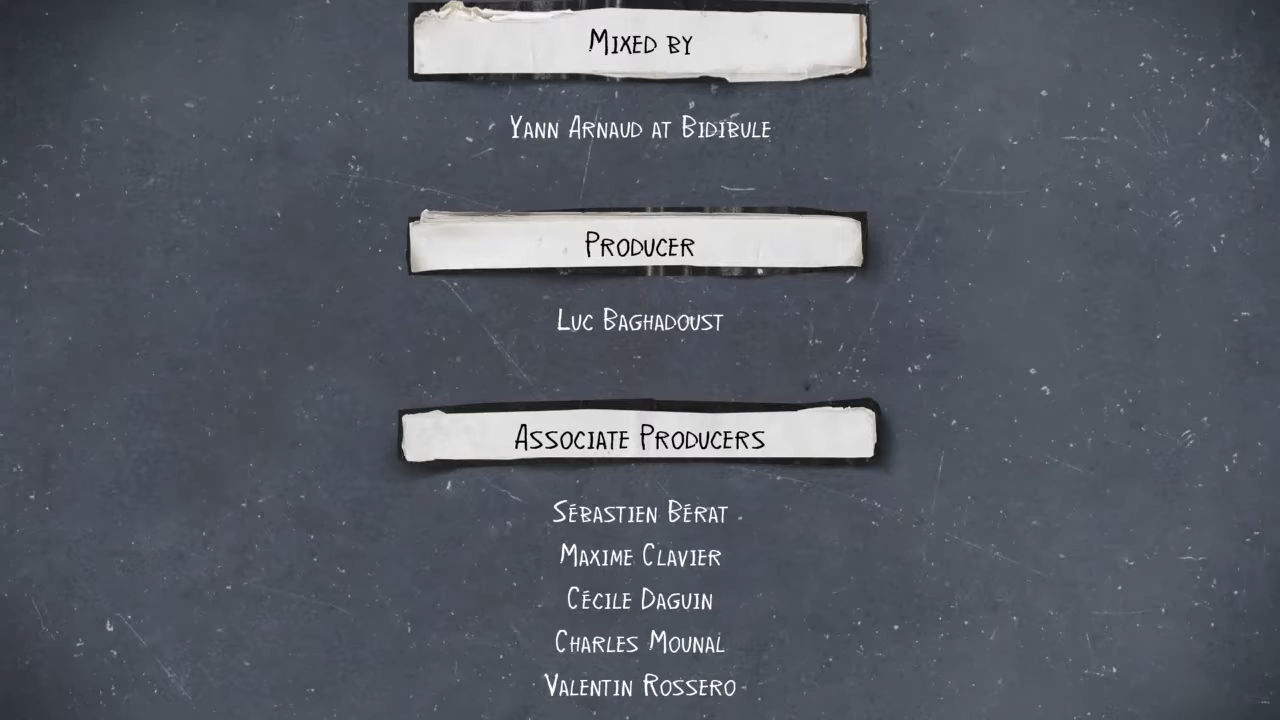 Mixed by
Yann Arnaud at Bidibule
Producer
Luc Baghadoust
Associate Producers
Sébastien Bérat
Maxime Clavier
Cécile Daguin
Charles Mounal
Valentin Rossero